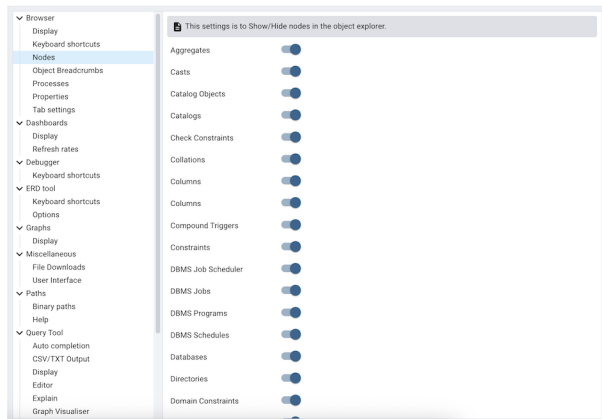 Browser
Display
Keyboard shortcuts
Nodes
Object Breadcrumbs
Processes
Properties
Tab settings
Dashboards
Display
Refresh rates
Debugger
Keyboard shortcuts
ERD tool
Keyboard shortcuts
Options
Graphs
Display
Miscellaneous
File Downloads
User Interface
Paths
Binary paths
Help
Query Tool
Auto completion
CSV/TXT Output
Display
Editor
Explain
Graph Visualiser
This settings is to Show/Hide nodes in the object explorer.
Aggregates
Casts
Catalog Objects
Catalogs
Check Constraints
Collations
Columns
Columns
Compound Triggers
Constraints
DBMS Job Scheduler
DBMS Jobs
DBMS Programs
DBMS Schedules
Databases
Directories
Domain Constraints